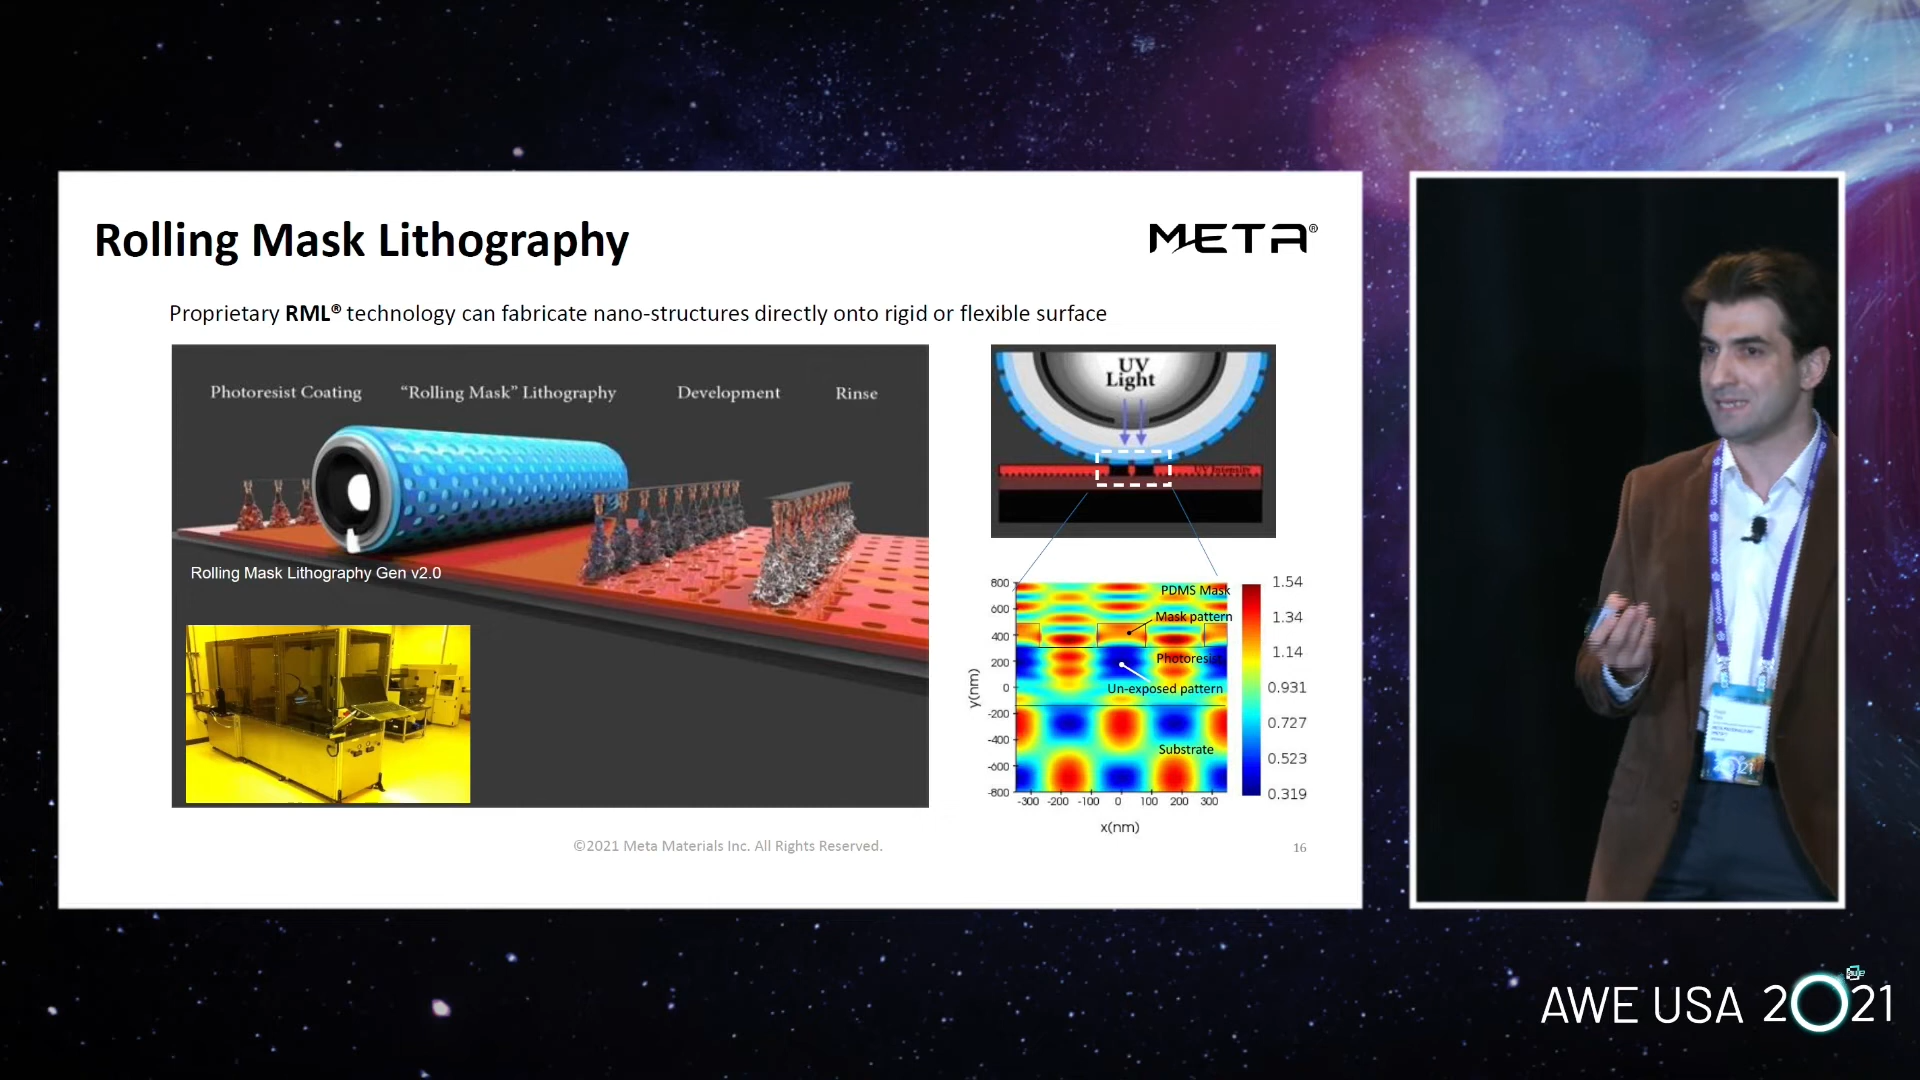 Rolling Mask Lithography
META®
Proprietary RML® technology can fabricate nano-structures directly onto rigid or flexible surface
Photoresist Coating
“Rolling Mask” Lithography
Development
Rinse
Rolling Mask Lithography Gen v2.0
UV
Light
UV Intensity
800
600
400
200
0
-200
-400
-600
-800
y(nm)
PDMS Mask
Mask pattern
Photoresist
Un-exposed pattern
Substrate
-300 -200 -100 0 100 200 300
x(nm)
1.54
1.34
1.14
0.931
0.727
0.523
0.319
©2021 Meta Materials Inc. All Rights Reserved.
16
AWE USA 2021